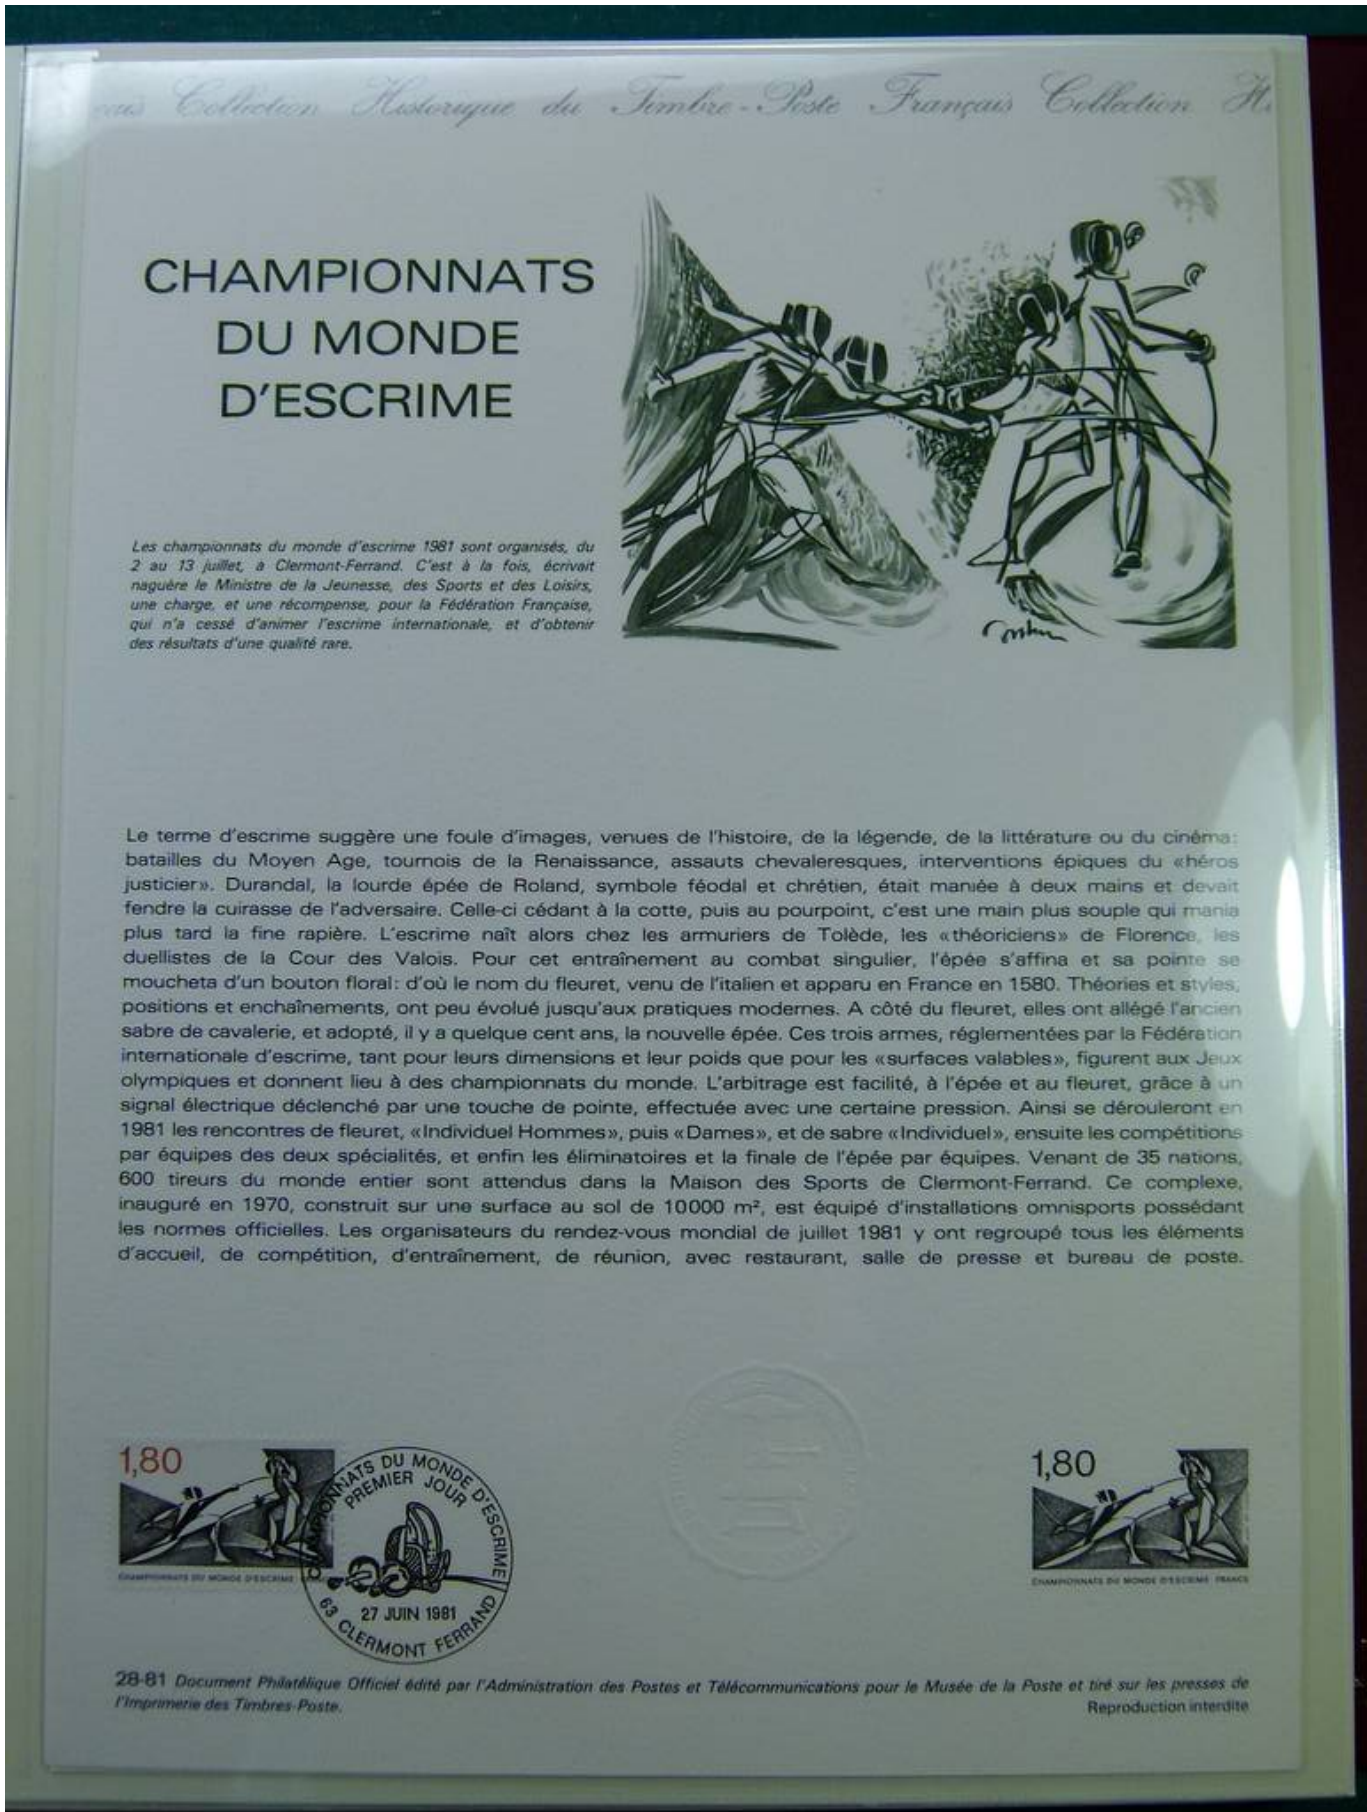 çais Collection Historique du Timbre-Poste Français Collection Hi
CHAMPIONNATS
DU MONDE
D'ESCRIME
Les championnats du monde d'escrime 1981 sont organisés, du
2 au 13 juillet, à Clermont-Ferrand. C'est à la fois, écrivait
naguère le Ministre de la Jeunesse, des Sports et des Loisirs,
une charge, et une récompense, pour la Fédération Française,
qui n'a cessé d'animer l'escrime internationale, et d'obtenir
des résultats d'une qualité rare.
Le terme d'escrime suggère une foule d'images, venues de l'histoire, de la légende, de la littérature ou du cinéma:
batailles du Moyen Age, tournois de la Renaissance, assauts chevaleresques, interventions épiques du «héros
justicier». Durandal, la lourde épée de Roland, symbole féodal et chrétien, était maniée à deux mains et devait
fendre la cuirasse de l'adversaire. Celle-ci cédant à la cotte, puis au pourpoint, c'est une main plus souple qui mania
plus tard la fine rapière. L'escrime naît alors chez les armuriers de Tolède, les «théoriciens» de Florence, les
duellistes de la Cour des Valois. Pour cet entraînement au combat singulier, l'épée s'affina et sa pointe se
moucheta d'un bouton floral: d'où le nom du fleuret, venu de l'italien et apparu en France en 1580. Théories et styles,
positions et enchaînements, ont peu évolué jusqu'aux pratiques modernes. A côté du fleuret, elles ont allégé l'ancien
sabre de cavalerie, et adopté, il y a quelque cent ans, la nouvelle épée. Ces trois armes, réglementées par la Fédération
internationale d'escrime, tant pour leurs dimensions et leur poids que pour les «surfaces valables», figurent aux Jeux
olympiques et donnent lieu à des championnats du monde. L'arbitrage est facilité, à l'épée et au fleuret, grâce à un
signal électrique déclenché par une touche de pointe, effectuée avec une certaine pression. Ainsi se dérouleront en
1981 les rencontres de fleuret, «Individuel Hommes», puis «Dames», et de sabre «Individuel», ensuite les compétitions
par équipes des deux spécialités, et enfin les éliminatoires et la finale de l'épée par équipes. Venant de 35 nations,
600 tireurs du monde entier sont attendus dans la Maison des Sports de Clermont-Ferrand. Ce complexe,
inauguré en 1970, construit sur une surface au sol de 10000 m², est équipé d'installations omnisports possédant
les normes officielles. Les organisateurs du rendez-vous mondial de juillet 1981 y ont regroupé tous les éléments
d'accueil, de compétition, d'entraînement, de réunion, avec restaurant, salle de presse et bureau de poste.
1,80
CHAMPIONNATS DU MONDE D'ESCRIME
CHAMPIONNATS DU MONDE D'ESCRIME
PREMIER JOUR
27 JUIN 1981
63 CLERMONT FERRAND
1,80
CHAMPIONNATS DU MONDE D'ESCRIME FRANCE
28-81 Document Philatélique Officiel édité par l'Administration des Postes et Télécommunications pour le Musée de la Poste et tiré sur les presses de
l'Imprimerie des Timbres-Poste.
Reproduction interdite